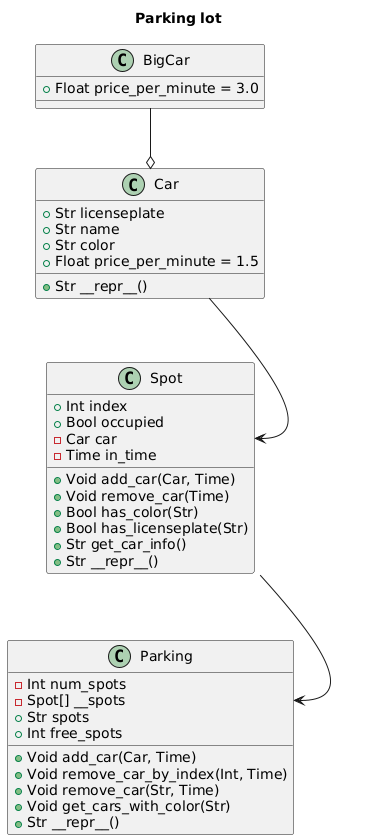 Parking lot
C BigCar
Float price_per_minute = 3.0
C Car
Str licenseplate
Str name
Str color
Float price_per_minute = 1.5
Str __repr__()
C Spot
Int index
Bool occupied
Car car
Time in_time
Void add_car(Car, Time)
Void remove_car(Time)
Bool has_color(Str)
Bool has_licenseplate(Str)
Str get_car_info()
Str __repr__()
C Parking
Int num_spots
Spot[] __spots
Str spots
Int free_spots
Void add_car(Car, Time)
Void remove_car_by_index(Int, Time)
Void remove_car(Str, Time)
Void get_cars_with_color(Str)
Str __repr__()